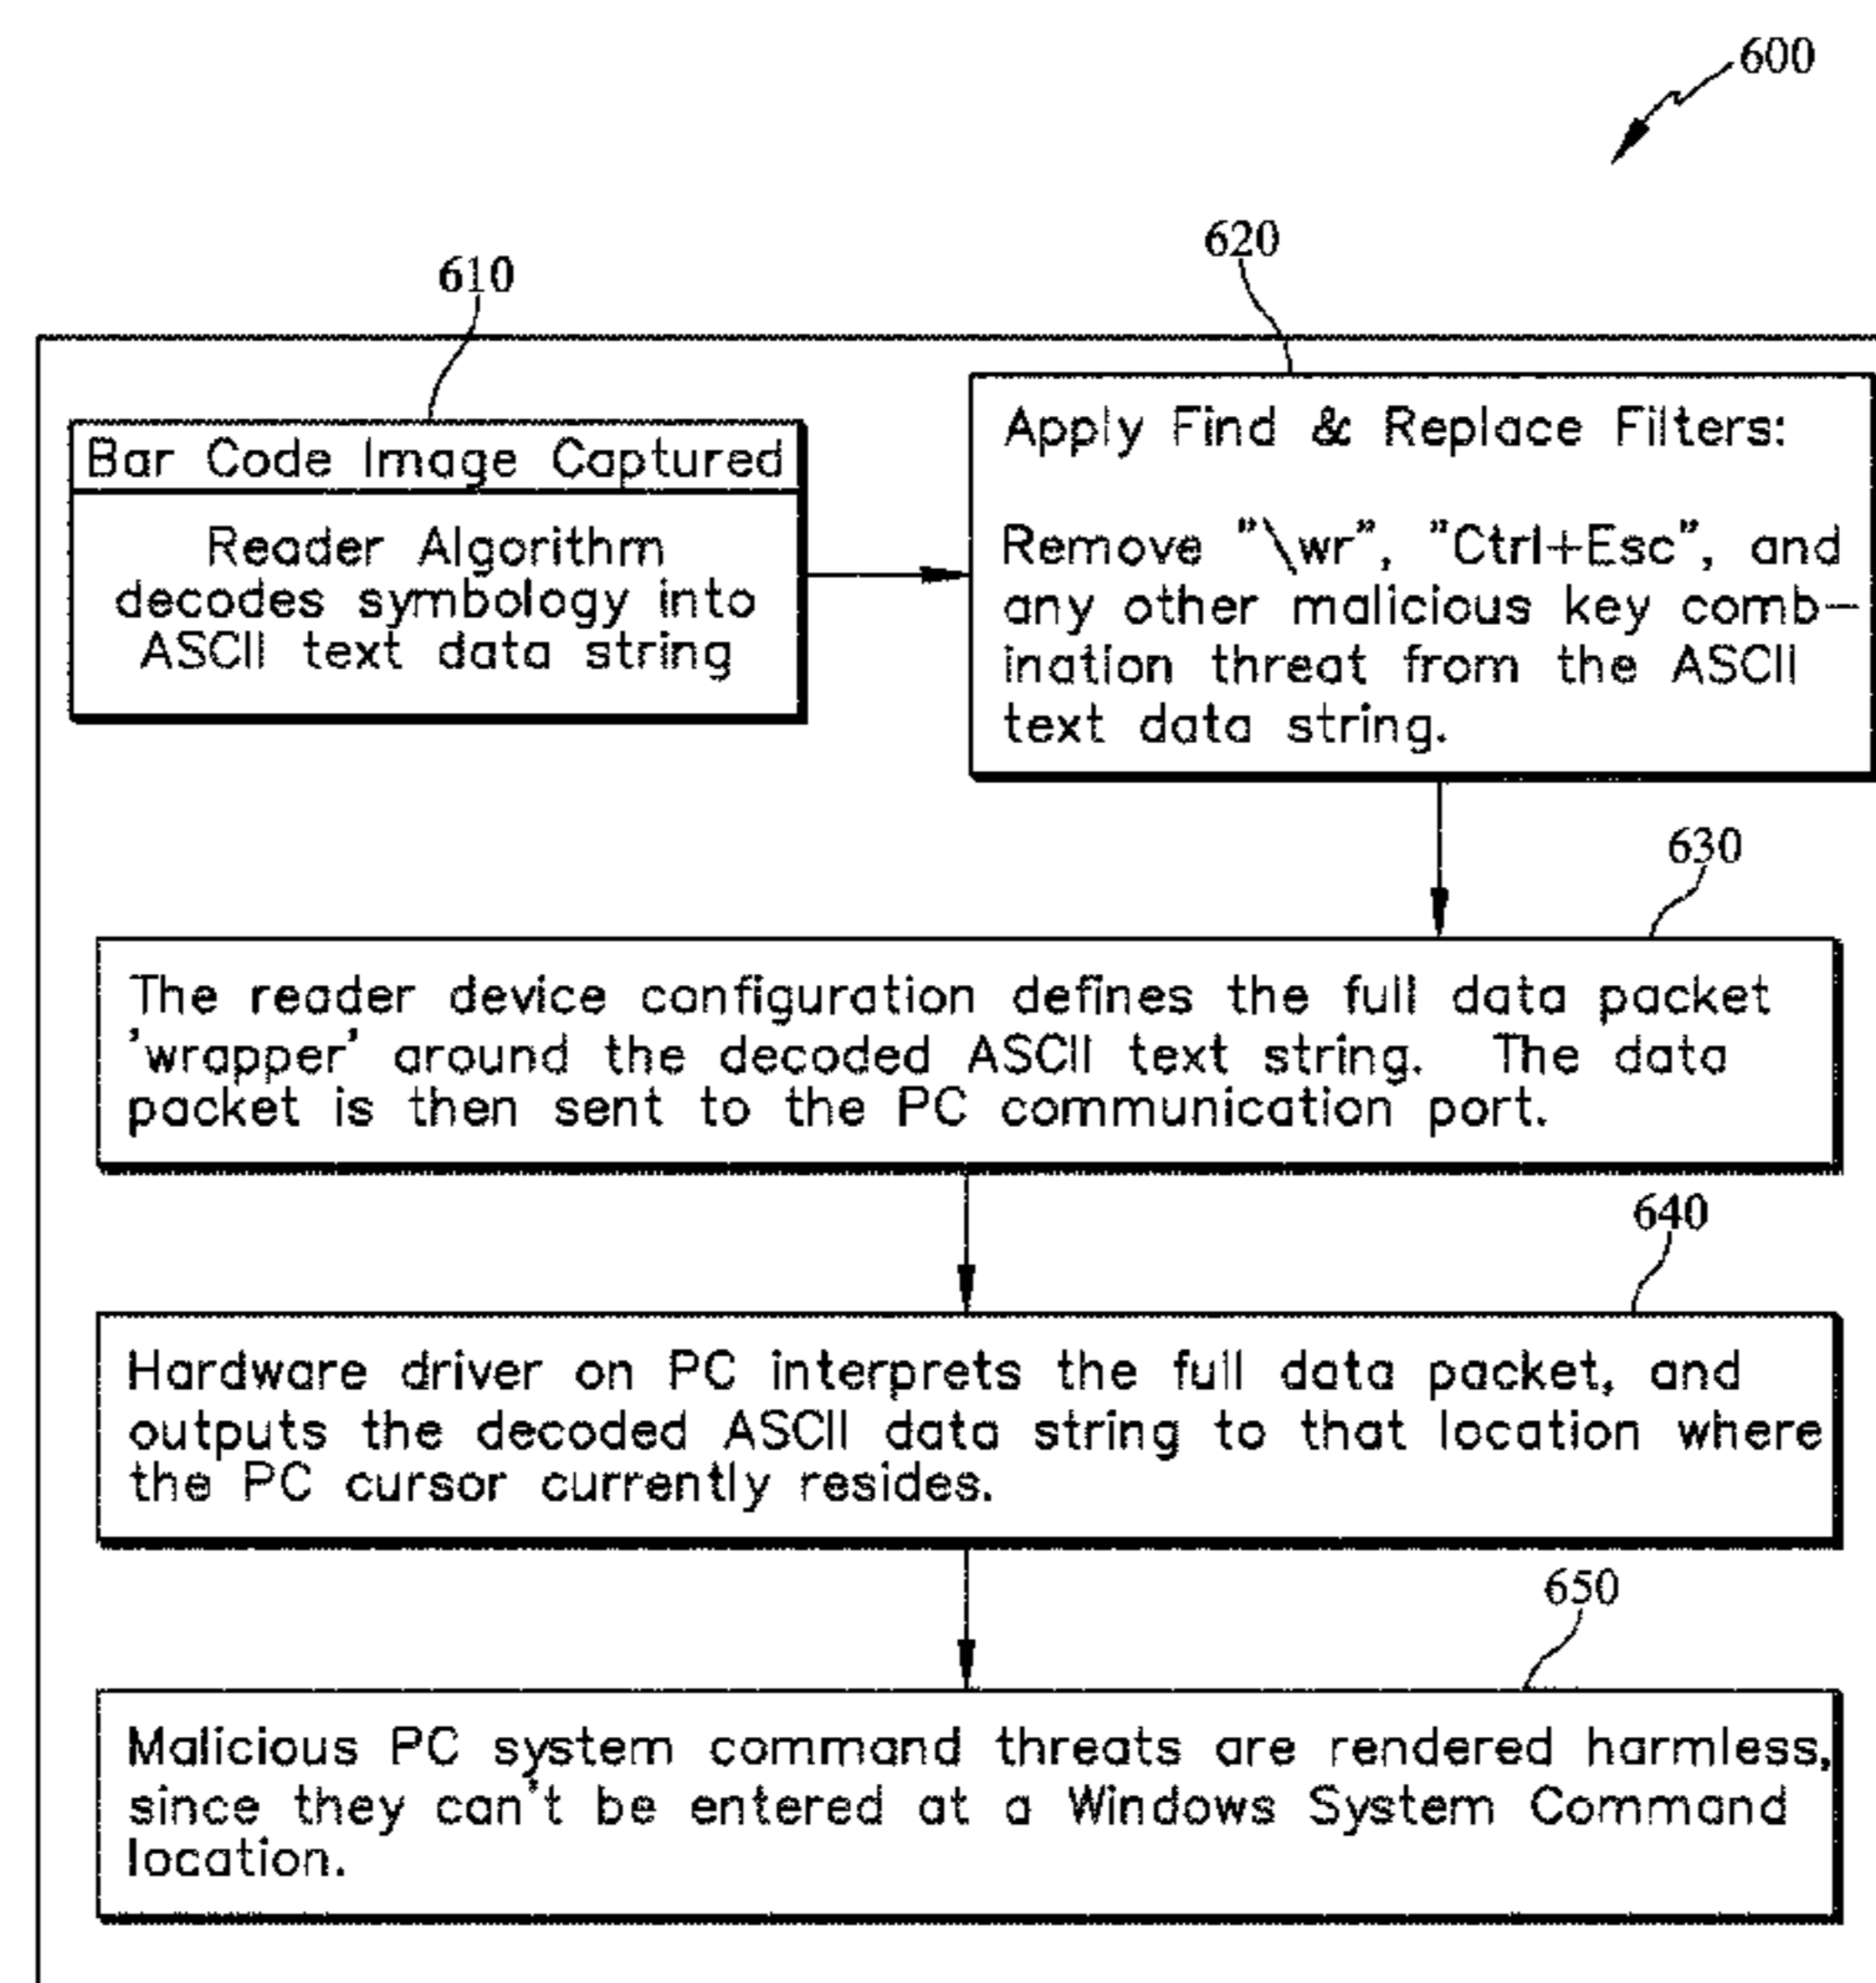 600
610
620
Bar Code Image Captured
Reader Algorithm
decodes symbology into
ASCII text data string
Apply Find & Replace Filters:
Remove "\wr", "Ctrl+Esc", and
any other malicious key comb-
ination threat from the ASCII
text data string.
630
The reader device configuration defines the full data packet
'wrapper' around the decoded ASCII text string. The data
packet is then sent to the PC communication port.
640
Hardware driver on PC interprets the full data packet, and
outputs the decoded ASCII data string to that location where
the PC cursor currently resides.
650
Malicious PC system command threats are rendered harmless,
since they can't be entered at a Windows System Command
location.